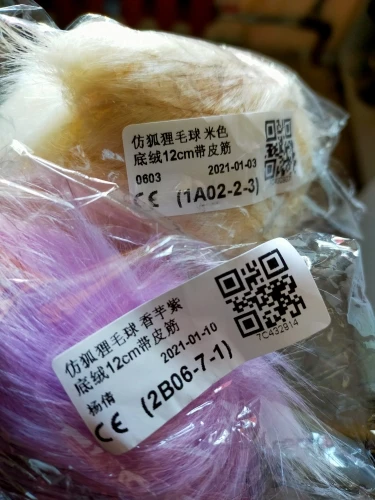 仿狐狸毛球 米色
底绒12cm带皮筋
0603 2021-01-03
CE (1A02-2-3)
仿狐狸毛球 香芋紫
底绒12cm带皮筋
杨倩 2021-01-10
CE (2B06-7-1)
7C432914